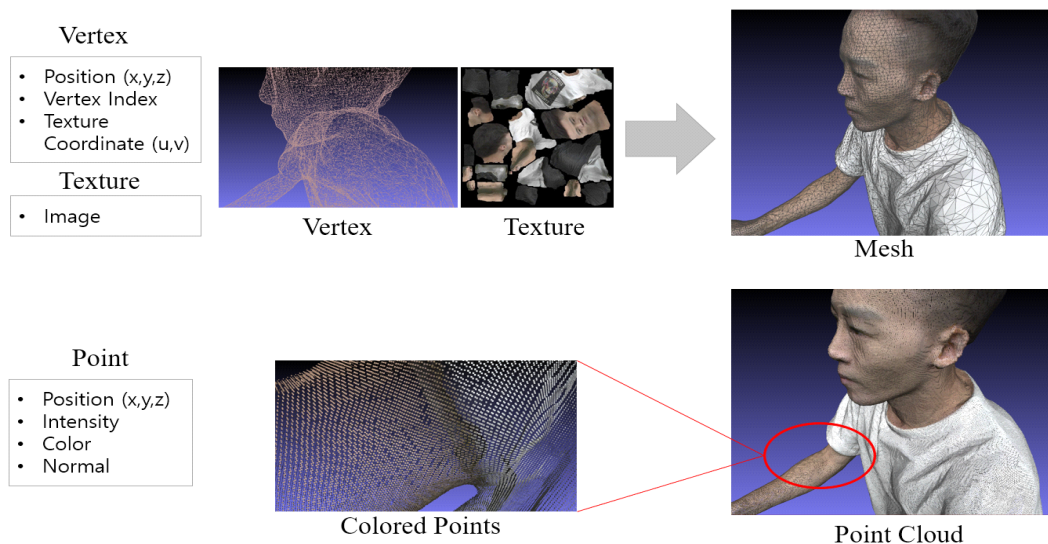 Vertex
• Position (x,y,z)
• Vertex Index
• Texture
Coordinate (u,v)
Texture
• Image
Vertex
Texture
Mesh
Point
• Position (x,y,z)
• Intensity
• Color
• Normal
Colored Points
Point Cloud